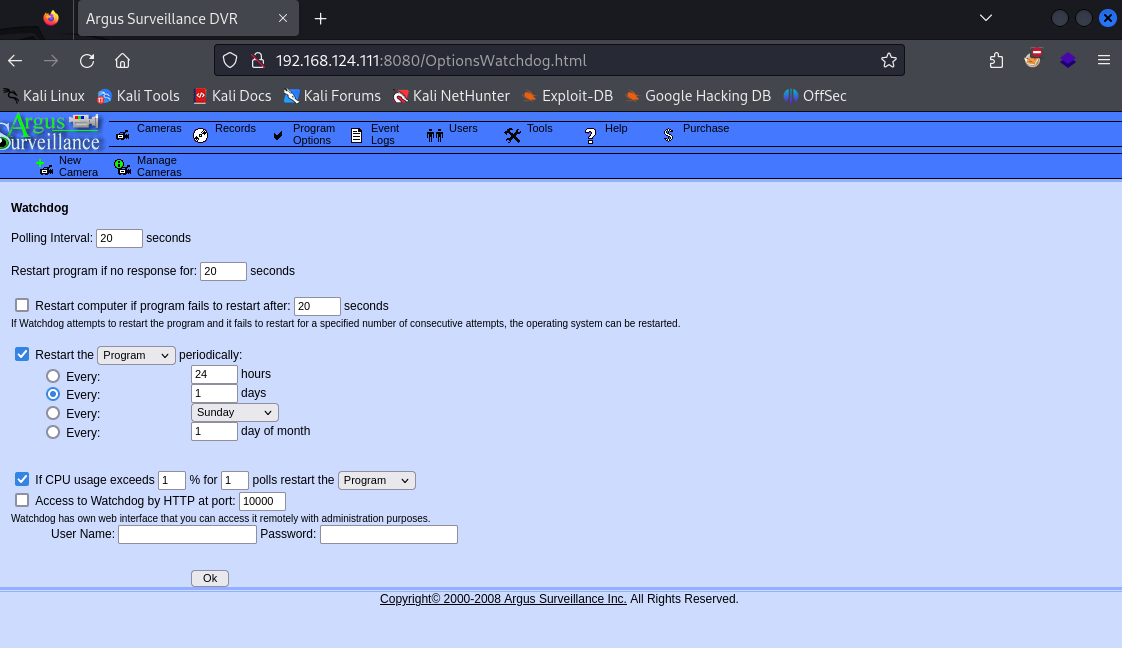 Argus Surveillance DVR
192.168.124.111:8080/OptionsWatchdog.html
Kali Linux Kali Tools Kali Docs Kali Forums Kali NetHunter Exploit-DB Google Hacking DB OffSec
Argus
Surveillance
Cameras Records Program Options Event Logs Users Tools Help Purchase
New Camera Manage Cameras
Watchdog
Polling Interval: 20 seconds
Restart program if no response for: 20 seconds
Restart computer if program fails to restart after: 20 seconds
If Watchdog attempts to restart the program and it fails to restart for a specified number of consecutive attempts, the operating system can be restarted.
Restart the Program periodically:
Every: 24 hours
Every: 1 days
Every: Sunday
Every: 1 day of month
If CPU usage exceeds 1 % for 1 polls restart the Program
Access to Watchdog by HTTP at port: 10000
Watchdog has own web interface that you can access it remotely with administration purposes.
User Name: Password:
Ok
Copyright© 2000-2008 Argus Surveillance Inc. All Rights Reserved.